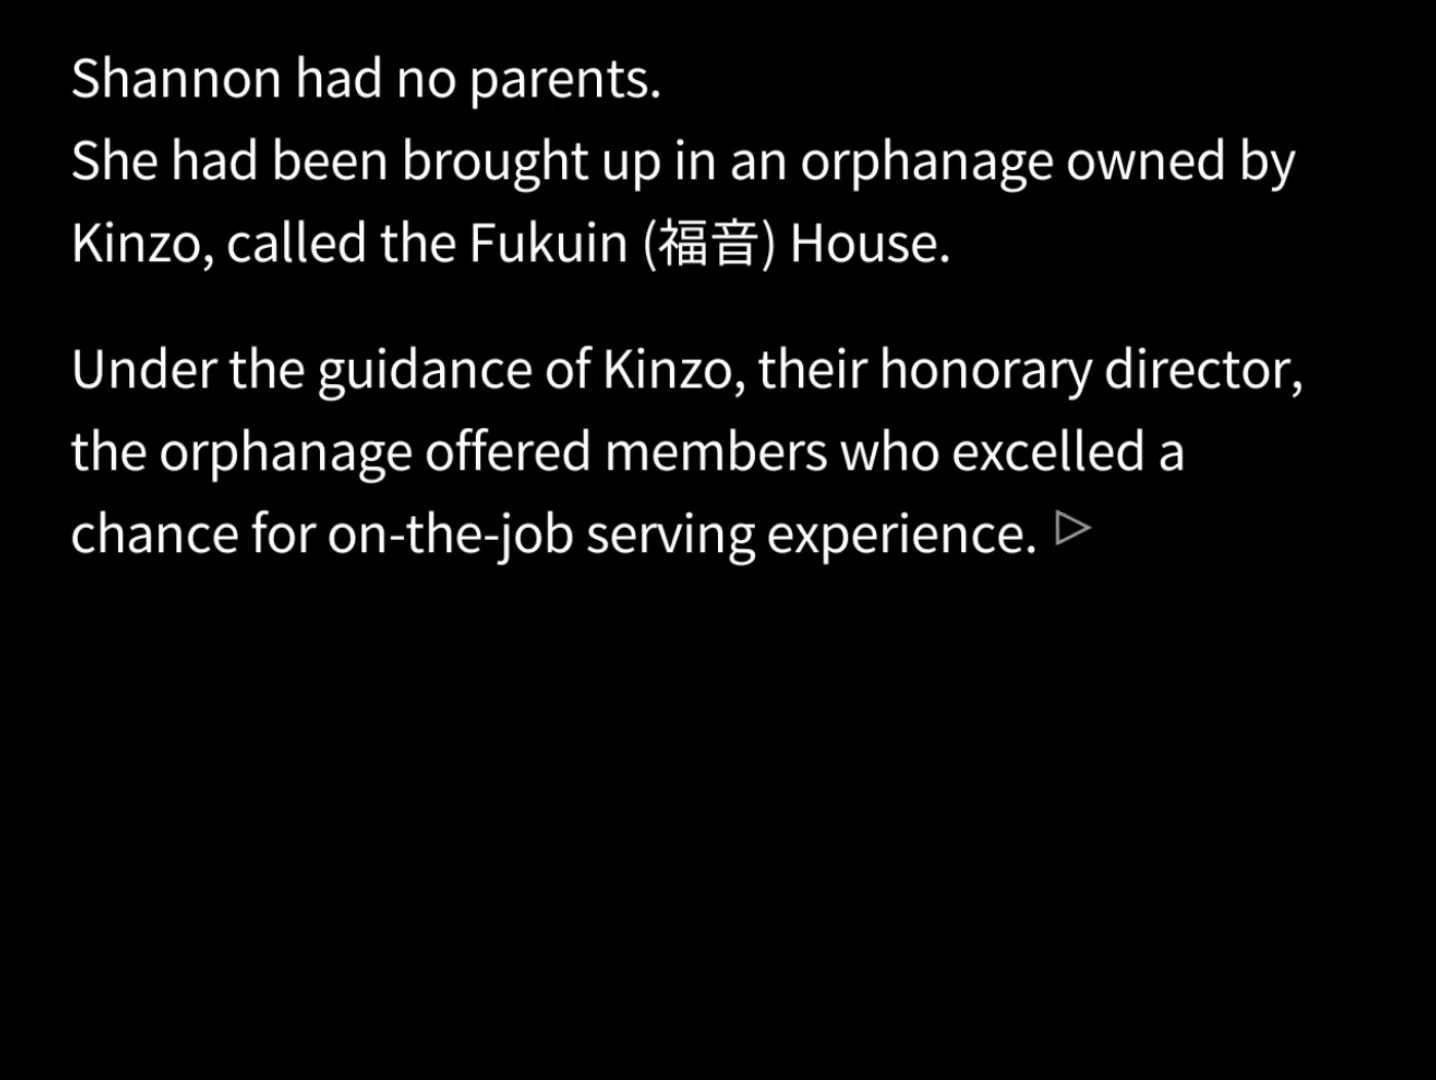 Shannon had no parents.
She had been brought up in an orphanage owned by
Kinzo, called the Fukuin (福音) House.
Under the guidance of Kinzo, their honorary director,
the orphanage offered members who excelled a
chance for on-the-job serving experience.